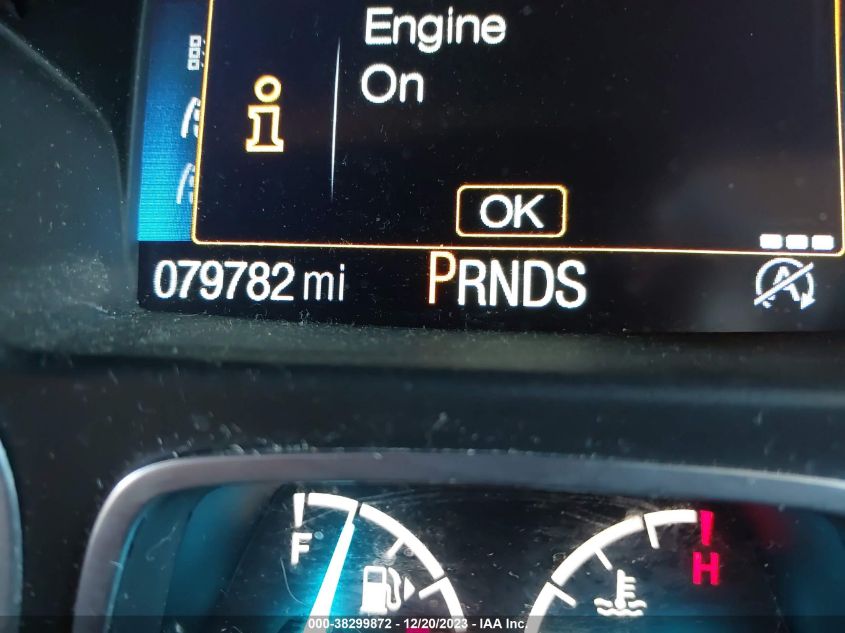 Engine
On
OK
079782 mi PRNDS
A
F
H
000-38299872 - 12/20/2023 - IAA Inc.